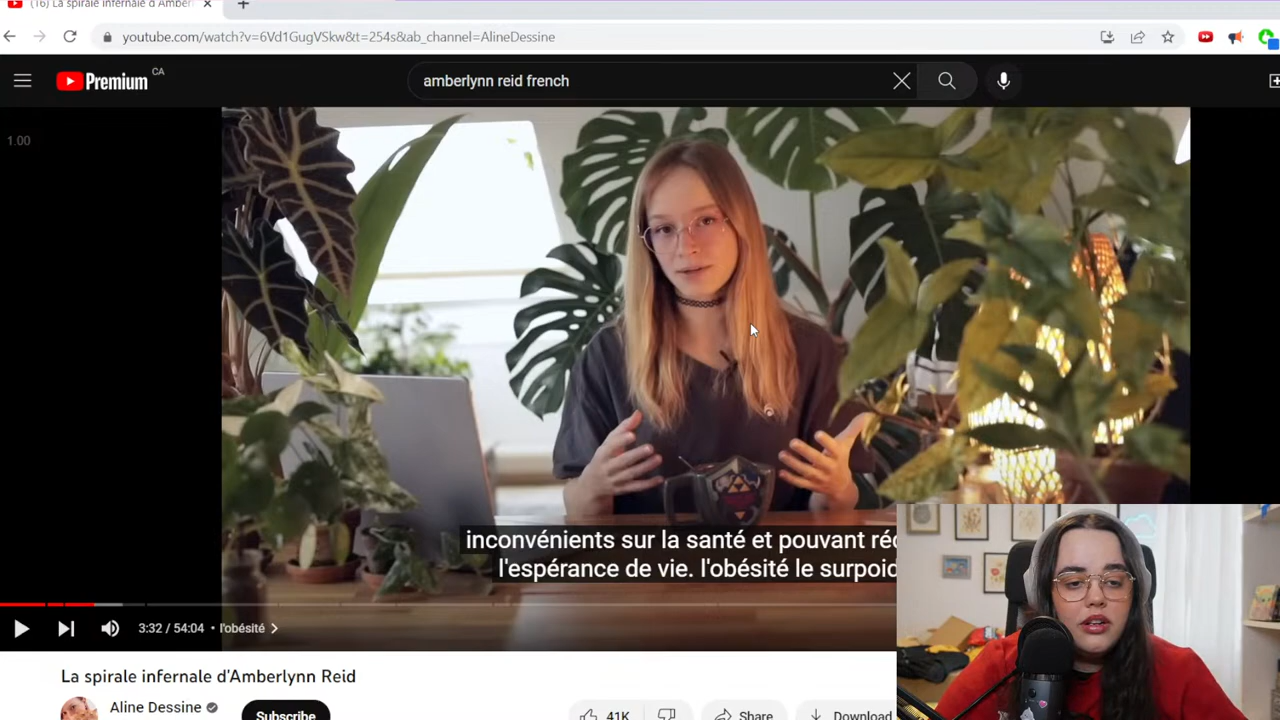 (16) La spirale infernale d'Amber
youtube.com/watch?v=6Vd1GugVSkw&t=254s&ab_channel=AlineDessine
Premium CA
amberlynn reid french
1.00
inconvénients sur la santé et pouvant
l'espérance de vie. l'obésité le surpoi
3:32 / 54:04 • l'obésité
La spirale infernale d'Amberlynn Reid
Aline Dessine
Subscribe
41K
Share
Download